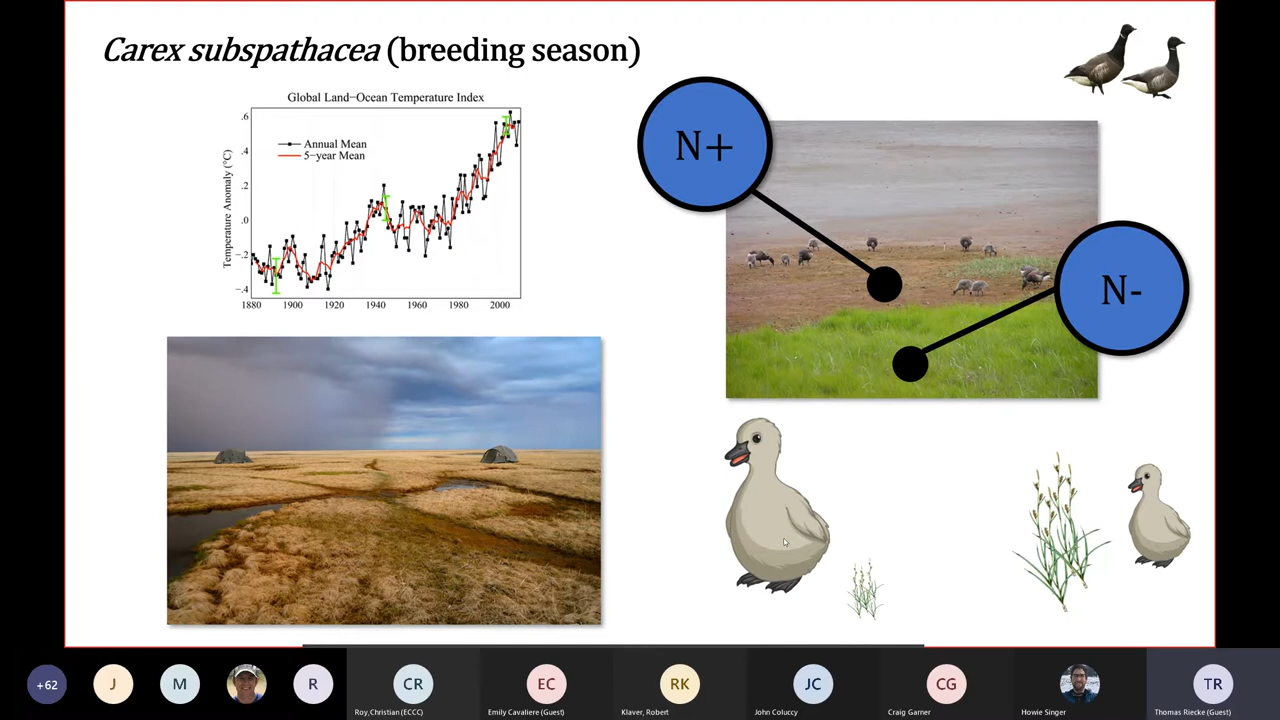 Carex subspathacea (breeding season)
Global Land−Ocean Temperature Index
Temperature Anomaly (°C)
.6
.4
.2
.0
−.2
−.4
Annual Mean
5−year Mean
1880 1900 1920 1940 1960 1980 2000
N+
N-
+62 J M R CR EC RK JC CG TR
Roy,Christian (ECCC) Emily Cavaliere (Guest) Klaver, Robert John Coluccy Craig Garner Howie Singer Thomas Riecke (Guest)